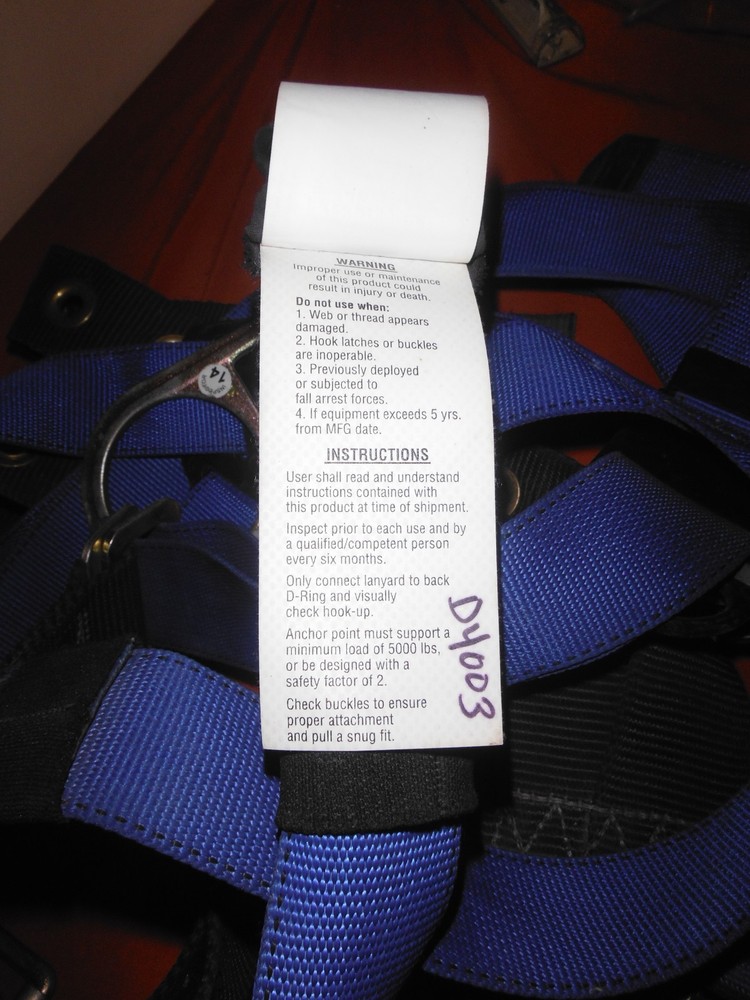 WARNING
Improper use or maintenance
of this product could
result in injury or death.
Do not use when:
1. Web or thread appears
damaged.
2. Hook latches or buckles
are inoperable.
3. Previously deployed
or subjected to
fall arrest forces.
4. If equipment exceeds 5 yrs.
from MFG date.
INSTRUCTIONS
User shall read and understand
instructions contained with
this product at time of shipment.
Inspect prior to each use and by
a qualified/competent person
every six months.
Only connect lanyard to back
D-Ring and visually
check hook-up.
Anchor point must support a
minimum load of 5000 lbs,
or be designed with a
safety factor of 2.
Check buckles to ensure
proper attachment
and pull a snug fit.
D4003
14